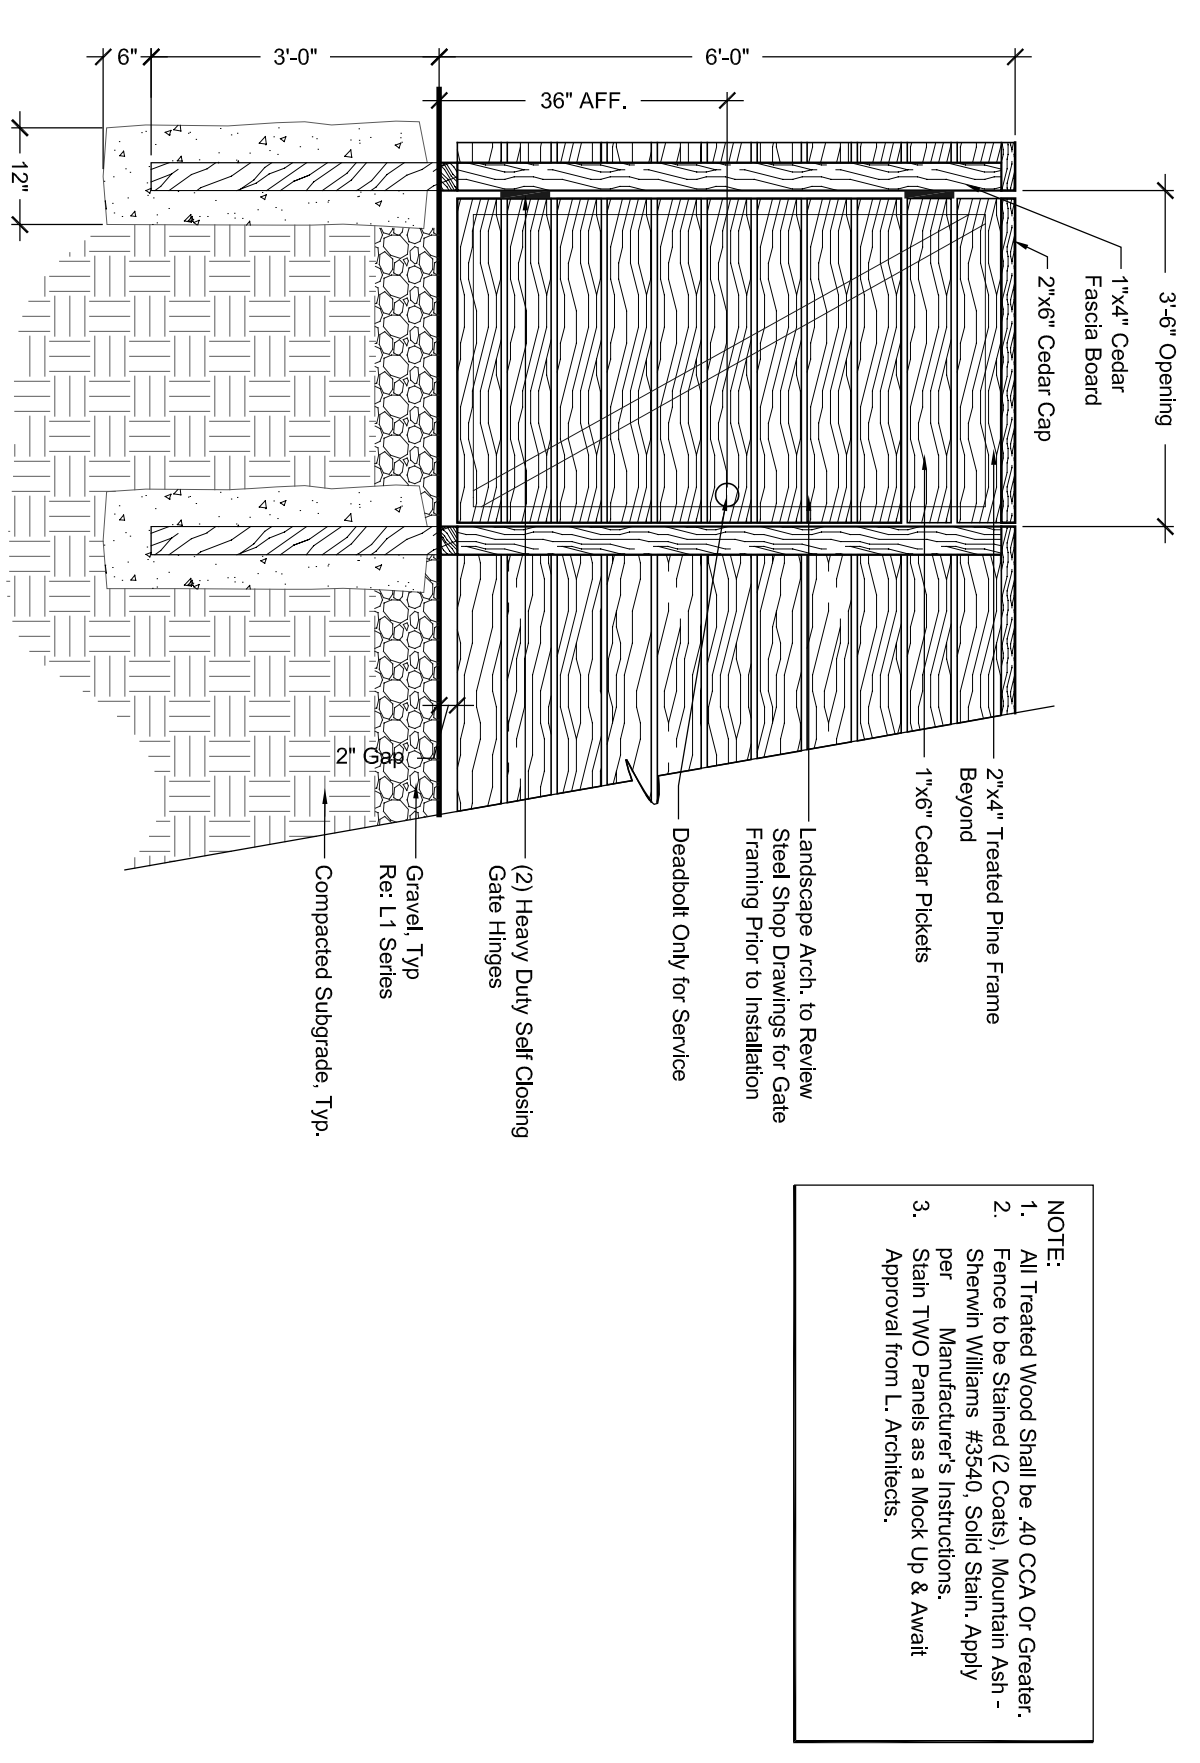 3'-6" Opening
1"x4" Cedar
Fascia Board
2"x6" Cedar Cap
6'-0"
36" AFF.
3'-0"
6"
12"
2"x4" Treated Pine Frame
Beyond
1"x6" Cedar Pickets
Landscape Arch. to Review
Steel Shop Drawings for Gate
Framing Prior to Installation
Deadbolt Only for Service
(2) Heavy Duty Self Closing
Gate Hinges
2" Gap
Gravel, Typ
Re: L1 Series
Compacted Subgrade, Typ.
NOTE:
1. All Treated Wood Shall be .40 CCA Or Greater.
2. Fence to be Stained (2 Coats), Mountain Ash -
Sherwin Williams #3540, Solid Stain. Apply
per Manufacturer's Instructions.
3. Stain TWO Panels as a Mock Up & Await
Approval from L. Architects.